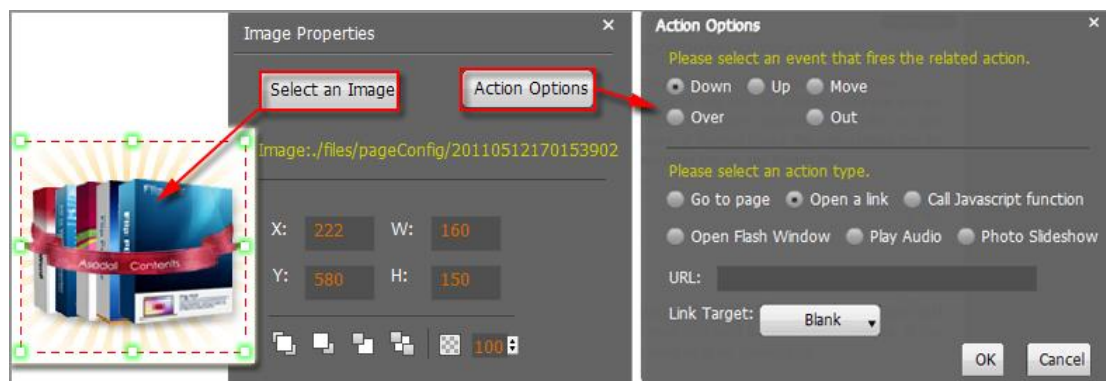 Image Properties
×
Select an Image
Action Options
Image:./files/pageConfig/20110512170153902
X: 222 W: 160
Y: 580 H: 150
100
Asodal Contents
Action Options
×
Please select an event that fires the related action.
Down Up Move
Over Out
Please select an action type.
Go to page Open a link Call Javascript function
Open Flash Window Play Audio Photo Slideshow
URL:
Link Target: Blank
OK Cancel